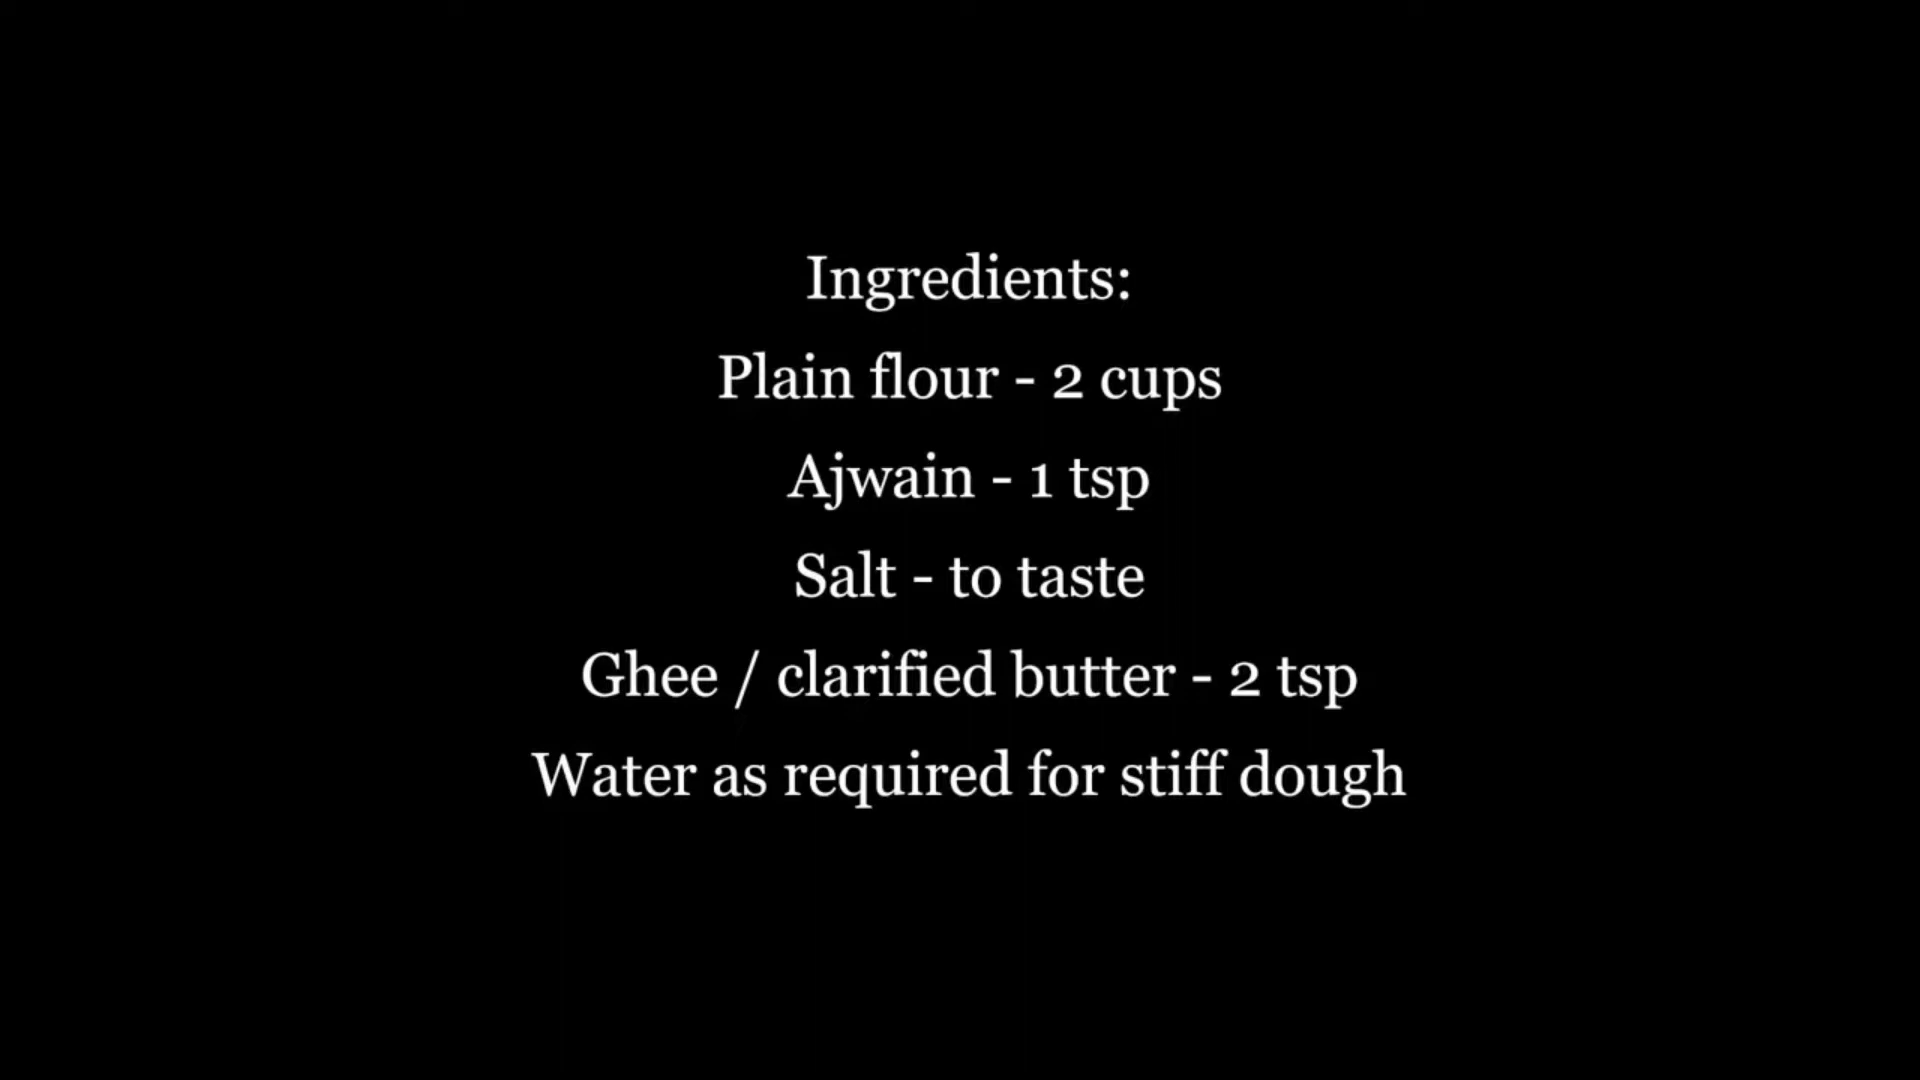 Ingredients:
Plain flour - 2 cups
Ajwain - 1 tsp
Salt - to taste
Ghee / clarified butter - 2 tsp
Water as required for stiff dough